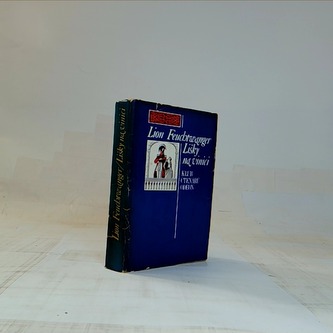 Lion Feuchtwanger
Lišky
na vinici
KLUB
ČTENÁŘŮ
ODEON
Lion Feuchtwanger/Lišky na vinici